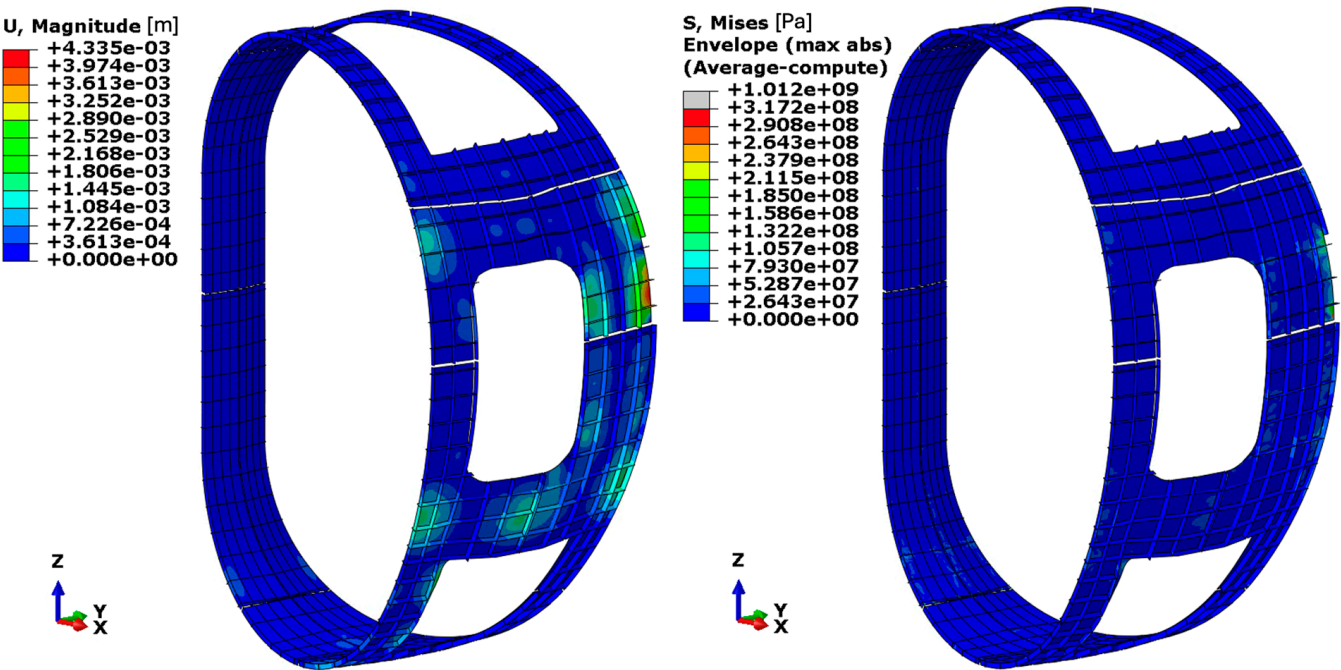 U, Magnitude [m]
+4.335e-03
+3.974e-03
+3.613e-03
+3.252e-03
+2.890e-03
+2.529e-03
+2.168e-03
+1.806e-03
+1.445e-03
+1.084e-03
+7.226e-04
+3.613e-04
+0.000e+00
Z
Y
X
S, Mises [Pa]
Envelope (max abs)
(Average-compute)
+1.012e+09
+3.172e+08
+2.908e+08
+2.643e+08
+2.379e+08
+2.115e+08
+1.850e+08
+1.586e+08
+1.322e+08
+1.057e+08
+7.930e+07
+5.287e+07
+2.643e+07
+0.000e+00
Z
Y
X